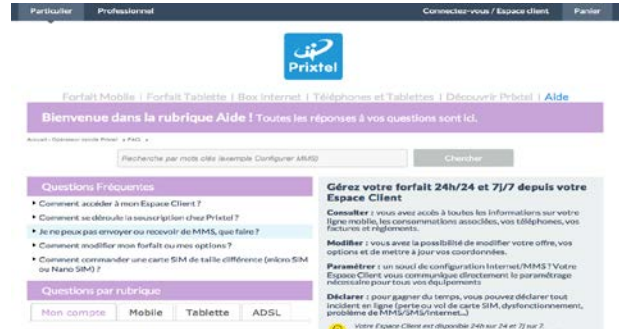 Particulier Professionnel Connectez-vous / Espace client Panier
Prixtel
Forfait Mobile | Forfait Tablette | Box Internet | Téléphones et Tablettes | Découvrir Prixtel | Aide
Bienvenue dans la rubrique Aide ! Toutes les réponses à vos questions sont ici.
Accueil - Opérateur mobile Prixtel » FAQ »
Recherche par mots clés (exemple Configurer MMS) Chercher
Questions Fréquentes
Comment accéder à mon Espace Client ?
Comment se déroule la souscription chez Prixtel ?
Je ne peux pas envoyer ou recevoir de MMS, que faire ?
Comment modifier mon forfait ou mes options ?
Comment commander une carte SIM de taille différente (micro SIM
ou Nano SIM) ?
Questions par rubrique
Mon compte Mobile Tablette ADSL
Gérez votre forfait 24h/24 et 7j/7 depuis votre
Espace Client
Consulter : vous avez accès à toutes les informations sur votre
ligne mobile, les consommations associées, vos téléphones, vos
factures et règlements.
Modifier : vous avez la possibilité de modifier votre offre, vos
options et de mettre à jour vos coordonnées.
Paramétrer : un souci de configuration Internet/MMS ? Votre
Espace Client vous communique directement le paramétrage
nécessaire pour tous vos équipements
Déclarer : pour gagner du temps, vous pouvez déclarer tout
incident en ligne (perte ou vol de carte SIM, dysfonctionnement,
problème de MMS/SMS/Internet...)
Votre Espace Client est disponible 24h sur 24 et 7j sur 7.